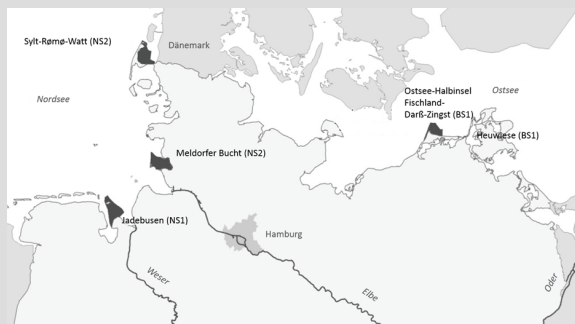 Sylt-Rømø-Watt (NS2)
Dänemark
Nordsee
Ostsee-Halbinsel
Fischland-
Darß-Zingst (BS1)
Ostsee
Heuwiese (BS1)
Meldorfer Bucht (NS2)
Jadebusen (NS1)
Hamburg
Weser
Elbe
Oder